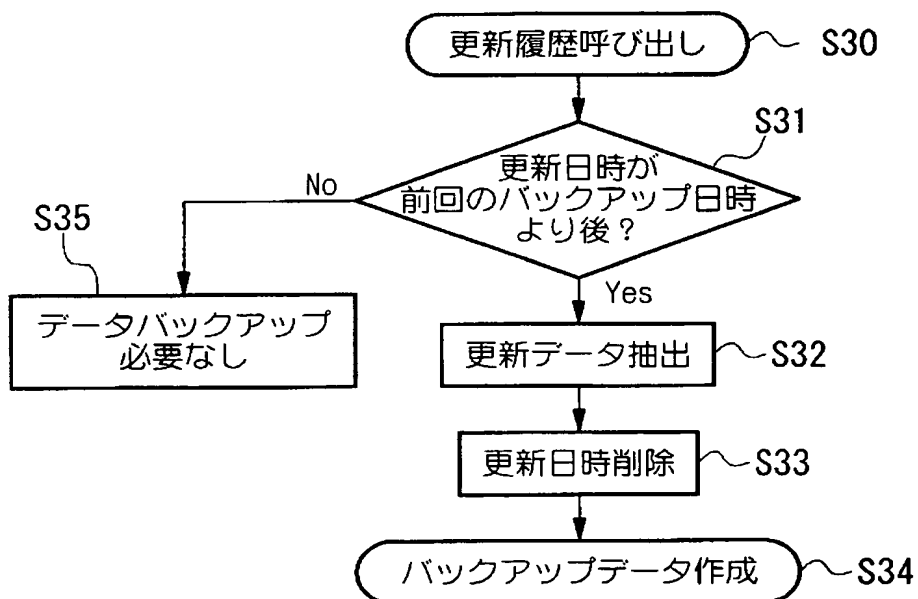 更新履歴呼び出し
S30
S31
更新日時が
前回のバックアップ日時
より後？
No
Yes
S35
データバックアップ
必要なし
更新データ抽出
S32
更新日時削除
S33
バックアップデータ作成
S34